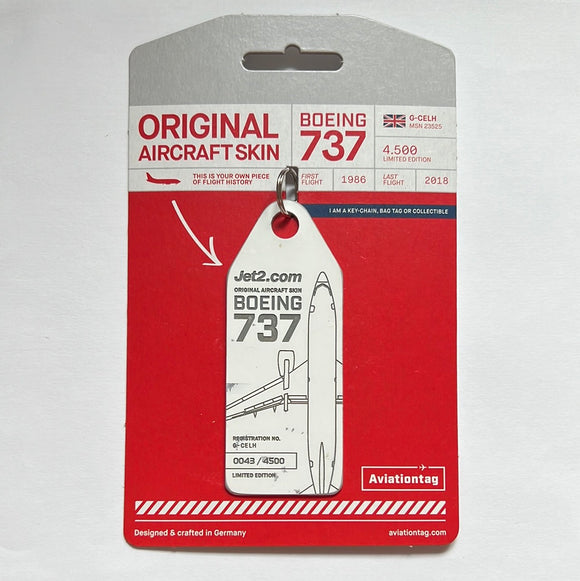 ORIGINAL
AIRCRAFT SKIN
BOEING
737
G-CELH
MSN 23525
4.500
LIMITED EDITION
THIS IS YOUR OWN PIECE
OF FLIGHT HISTORY
FIRST
FLIGHT
1986
LAST
FLIGHT
2018
I AM A KEY-CHAIN, BAG TAG OR COLLECTIBLE
Jet2.com
ORIGINAL AIRCRAFT SKIN
BOEING
737
REGISTRATION NO.
G-CELH
0043 / 4500
LIMITED EDITION
Aviationtag
Designed & crafted in Germany
aviationtag.com